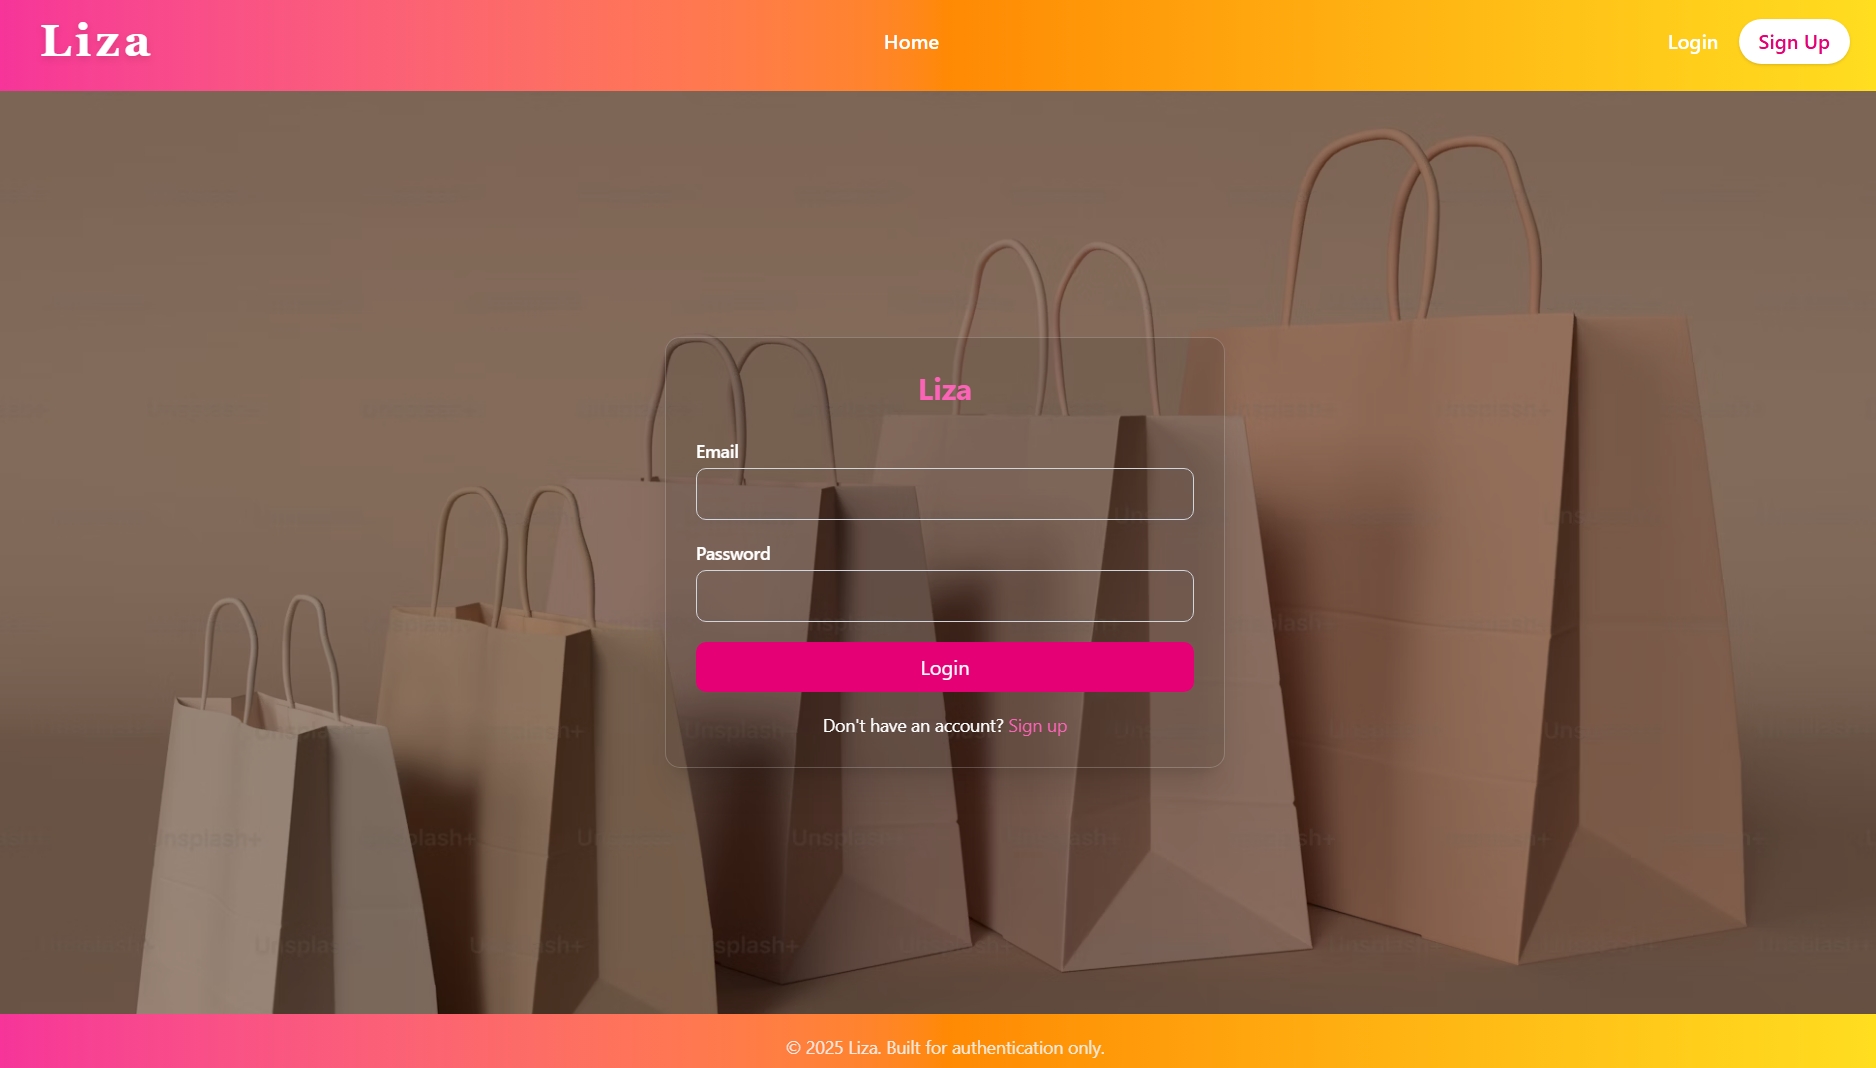 Liza
Home
Login
Sign Up
Liza
Email
Password
Login
Don't have an account? Sign up
© 2025 Liza. Built for authentication only.
Unsplash+